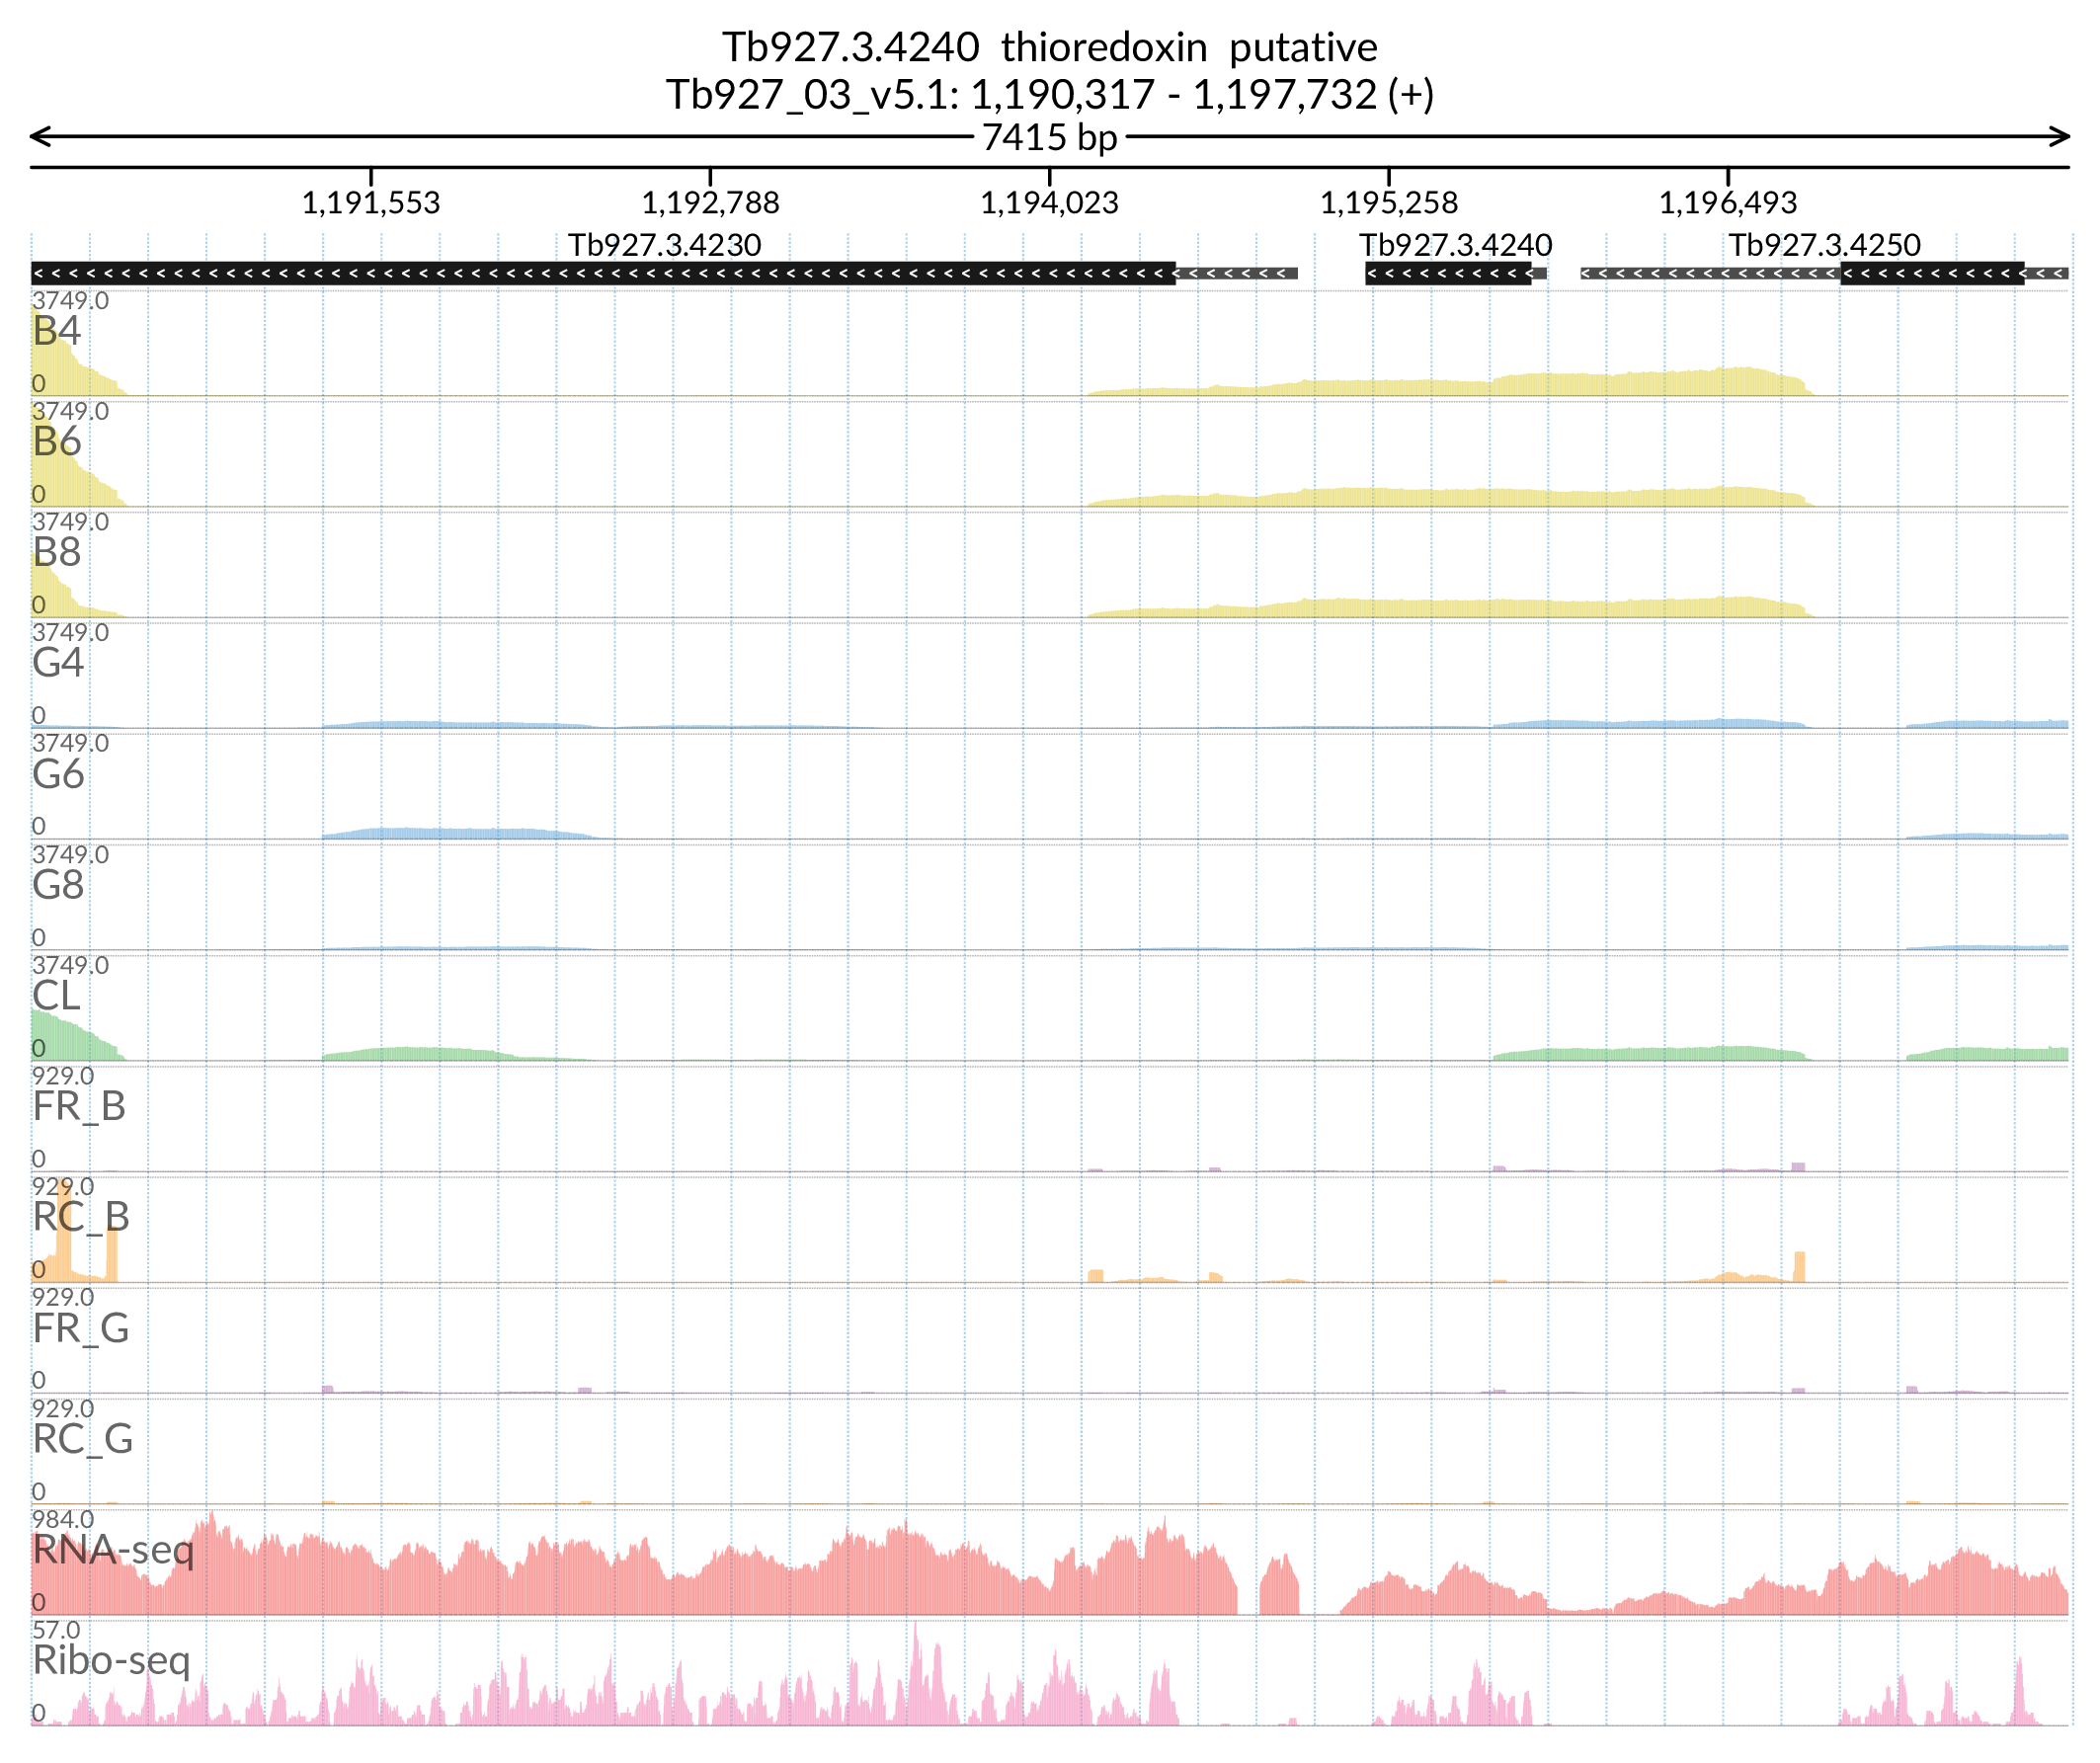 Tb927.3.4240 thioredoxin putative
Tb927_03_v5.1: 1,190,317 - 1,197,732 (+)
7415 bp
1,191,553 1,192,788 1,194,023 1,195,258 1,196,493
Tb927.3.4230 Tb927.3.4240 Tb927.3.4250
3749.0
B4
0
3749.0
B6
0
3749.0
B8
0
3749.0
G4
0
3749.0
G6
0
3749.0
G8
0
3749.0
CL
0
929.0
FR_B
0
929.0
RC_B
0
929.0
FR_G
0
929.0
RC_G
0
984.0
RNA-seq
0
57.0
Ribo-seq
0